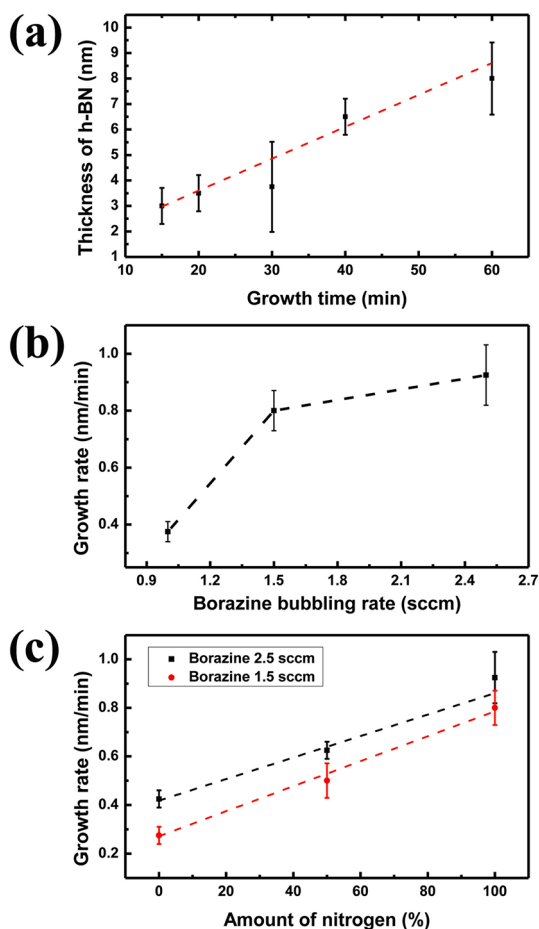 (a)
10
9
8
7
6
5
4
3
2
1
Thickness of h-BN (nm)
10 20 30 40 50 60
Growth time (min)
(b)
1.0
0.8
0.6
0.4
Growth rate (nm/min)
0.9 1.2 1.5 1.8 2.1 2.4 2.7
Borazine bubbling rate (sccm)
(c)
Borazine 2.5 sccm
Borazine 1.5 sccm
1.0
0.8
0.6
0.4
0.2
Growth rate (nm/min)
0 20 40 60 80 100
Amount of nitrogen (%)